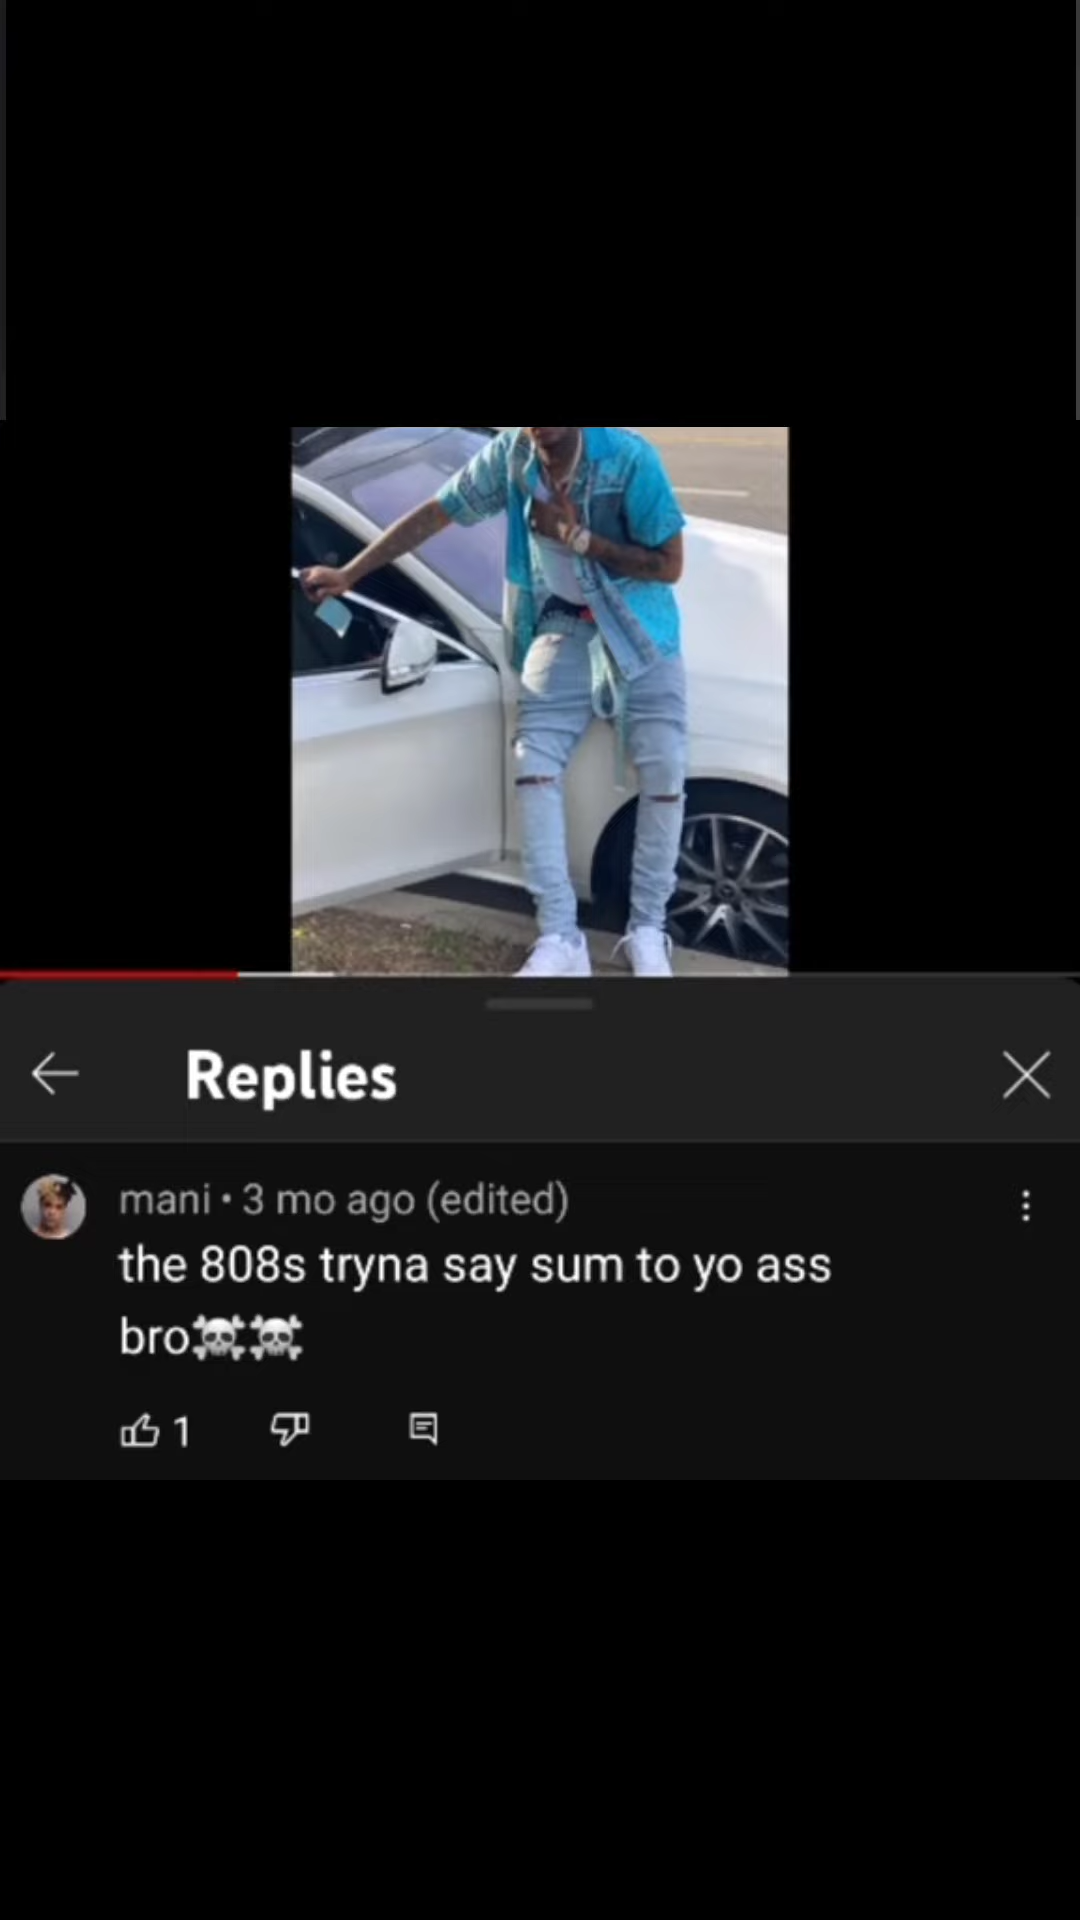 Replies
mani • 3 mo ago (edited)
the 808s tryna say sum to yo ass
bro☠️☠️
1